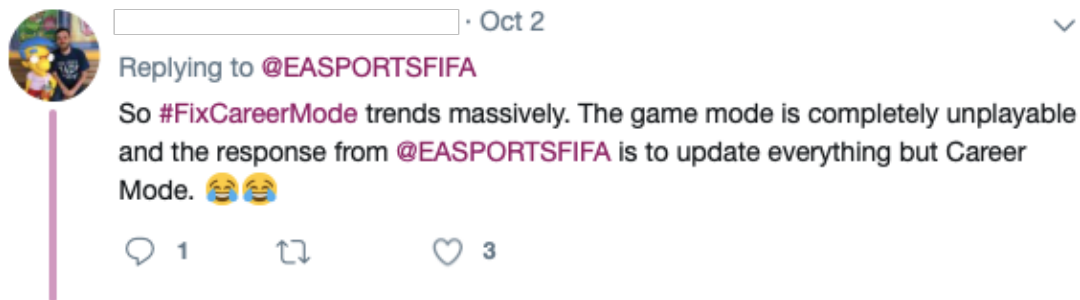 · Oct 2
Replying to @EASPORTSFIFA
So #FixCareerMode trends massively. The game mode is completely unplayable
and the response from @EASPORTSFIFA is to update everything but Career
Mode. 😂😂
1 3